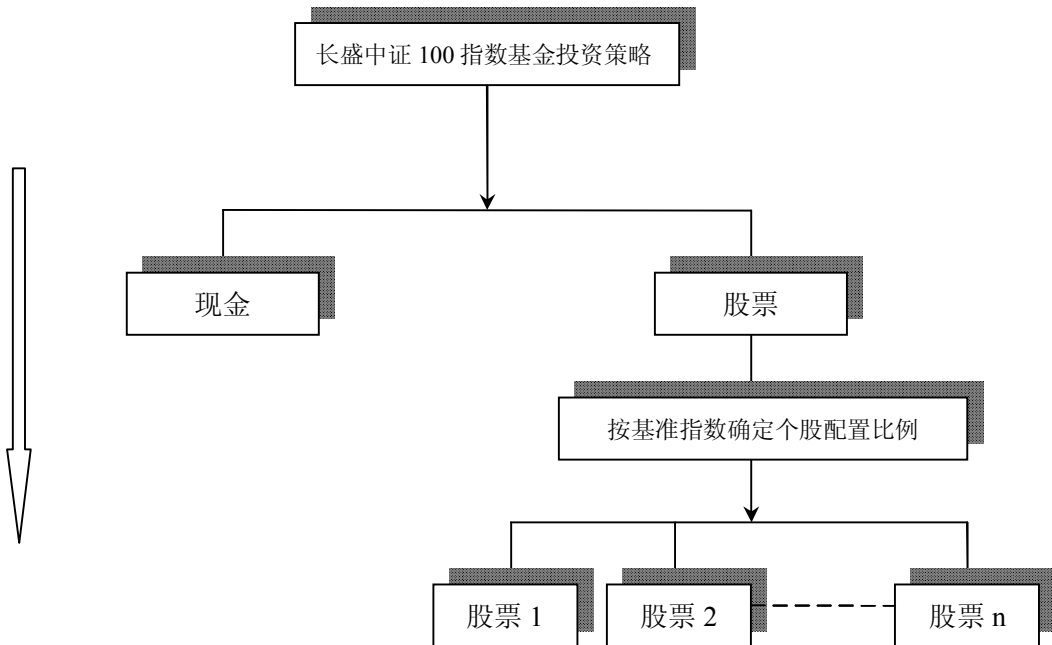 长盛中证 100 指数基金投资策略
现金
股票
按基准指数确定个股配置比例
股票 1
股票 2
股票 n